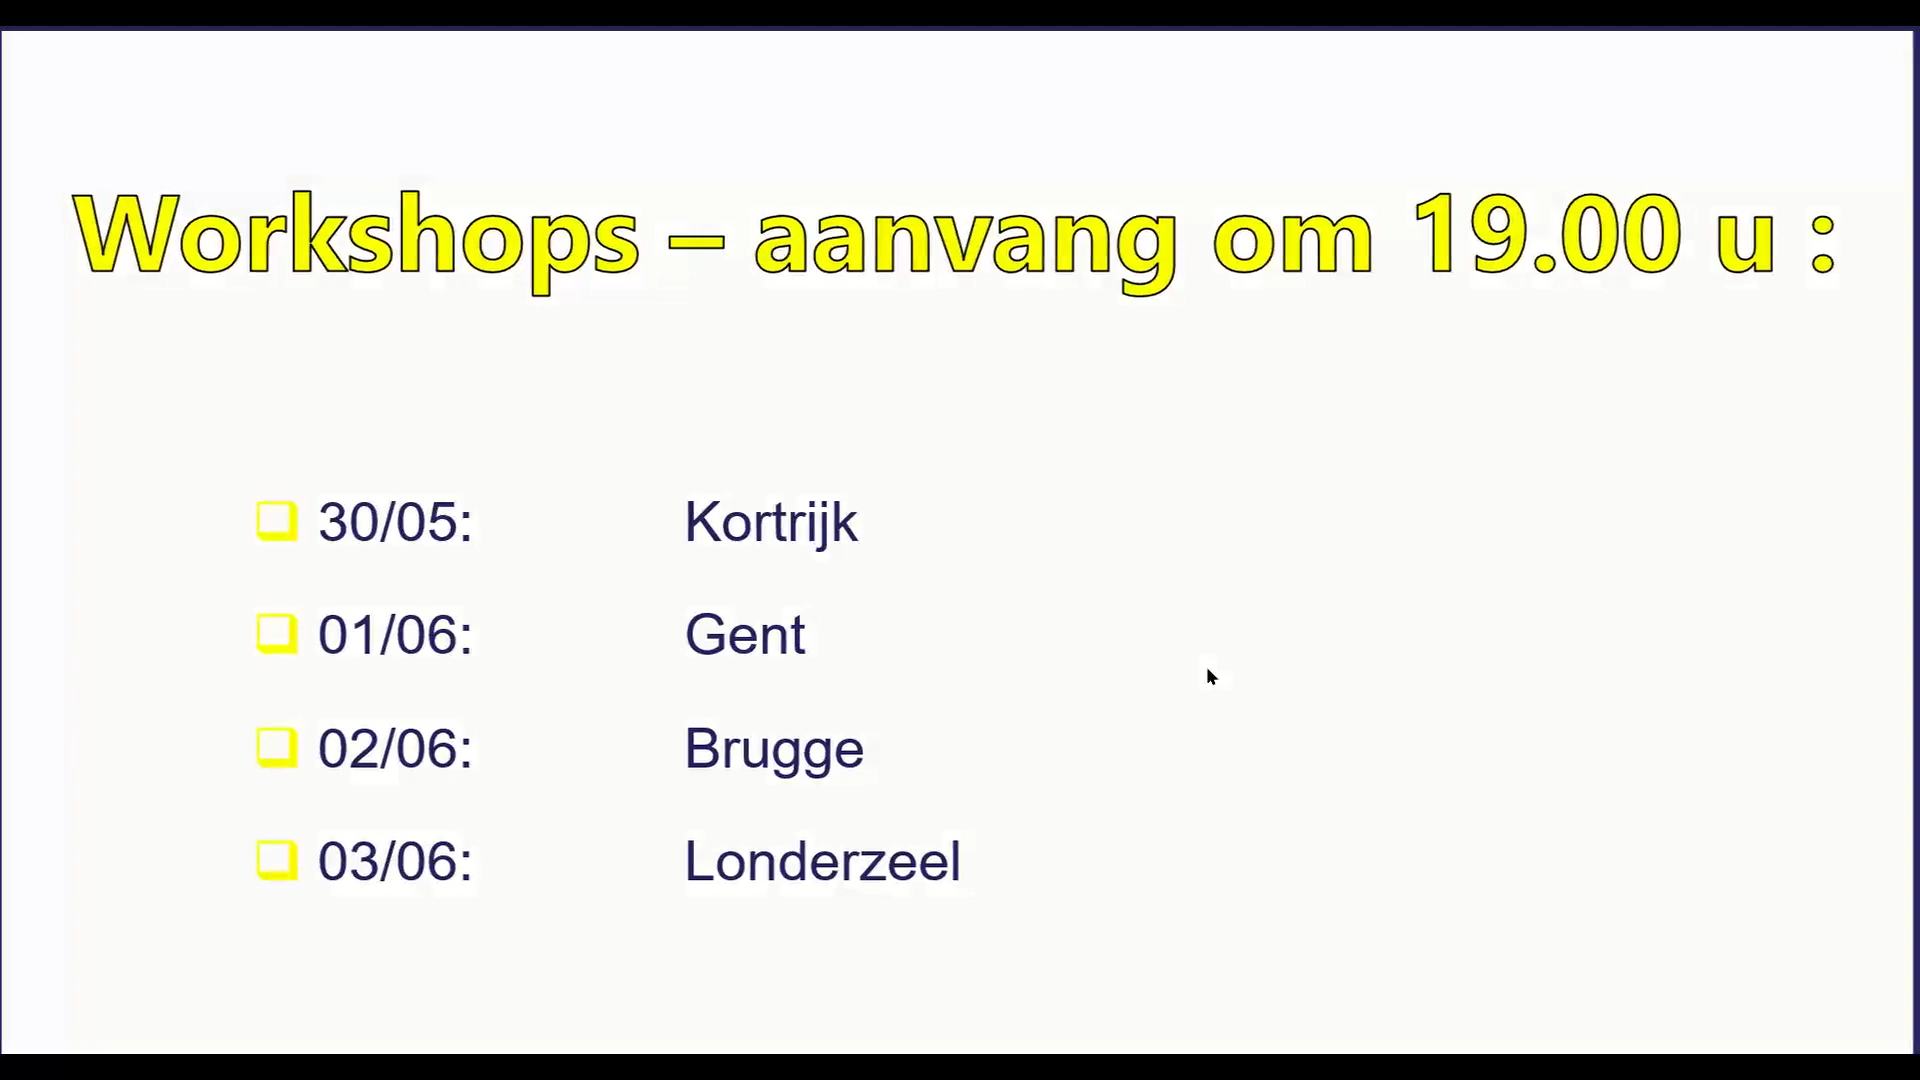 Workshops – aanvang om 19.00 u :
30/05: Kortrijk
01/06: Gent
02/06: Brugge
03/06: Londerzeel